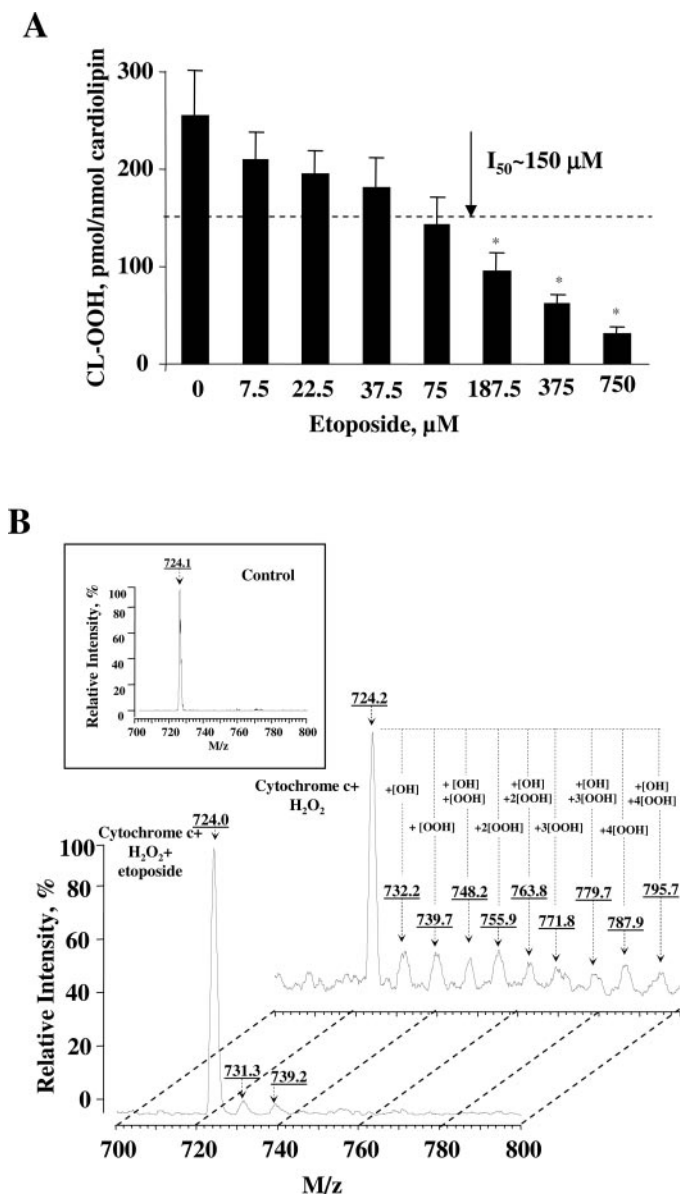 A
CL-OOH, pmol/nmol cardiolipin
300
200
100
0
I₅₀~150 µM
* * *
0 7.5 22.5 37.5 75 187.5 375 750
Etoposide, µM
B
Control
724.1
Relative Intensity, %
100
80
60
40
20
0
700 720 740 760 780 800
M/z
Cytochrome c+
H₂O₂
724.2
+[OH]
+ [OOH]
+ [OH]
+[OOH]
+2[OOH]
+[OH]
+2[OOH]
+3[OOH]
+[OH]
+3[OOH]
+4[OOH]
+[OH]
+4[OOH]
732.2 739.7 748.2 755.9 763.8 771.8 779.7 787.9 795.7
Cytochrome c+
H₂O₂+
etoposide
724.0
731.3 739.2
Relative Intensity, %
100
80
60
40
20
0
700 720 740 760 780 800
M/z